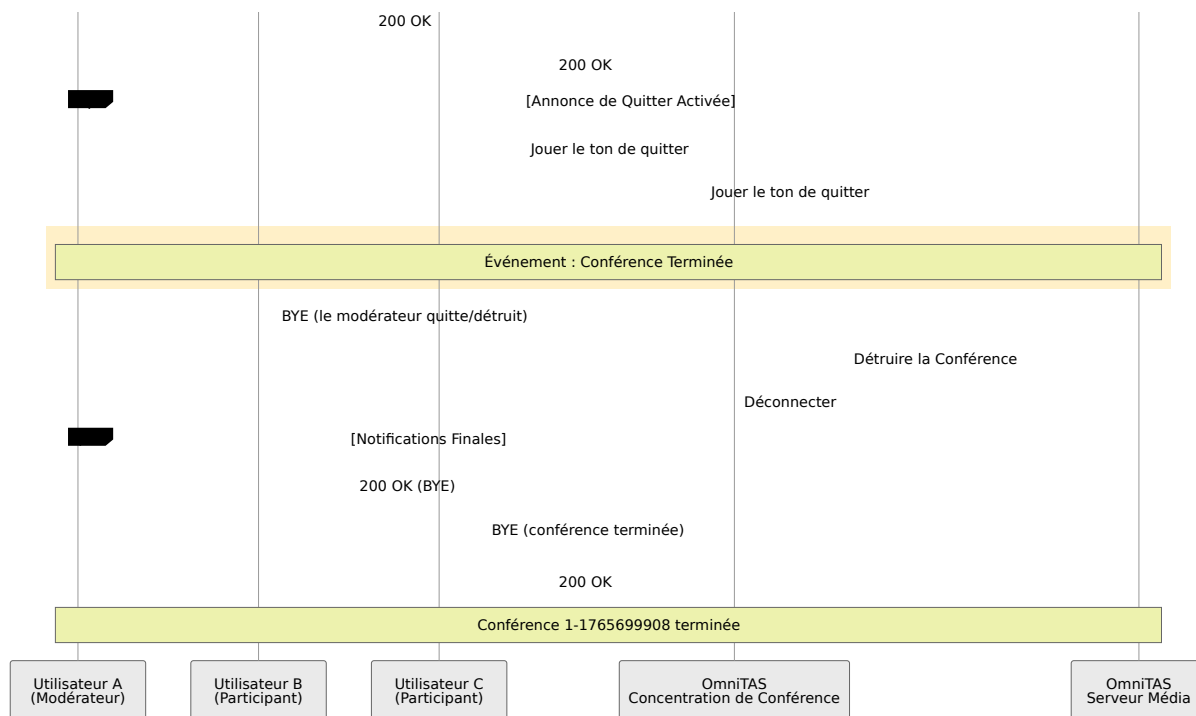 200 OK
200 OK
[Annonce de Quitter Activée]
Jouer le ton de quitter
Jouer le ton de quitter
Événement : Conférence Terminée
BYE (le modérateur quitte/détruit)
Détruire la Conférence
Déconnecter
[Notifications Finales]
200 OK (BYE)
BYE (conférence terminée)
200 OK
Conférence 1-1765699908 terminée
Utilisateur A
(Modérateur)
Utilisateur B
(Participant)
Utilisateur C
(Participant)
OmniTAS
Concentration de Conférence
OmniTAS
Serveur Média